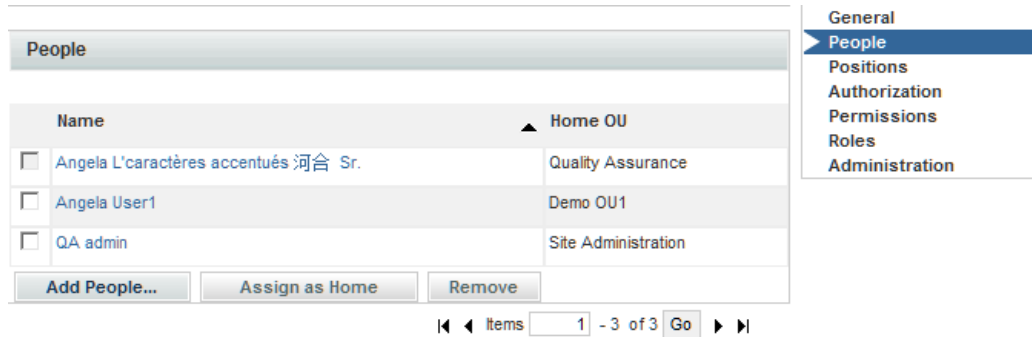 People
Name Home OU
Angela L'caractères accentués 河合 Sr. Quality Assurance
Angela User1 Demo OU1
QA admin Site Administration
Add People... Assign as Home Remove
Items 1 - 3 of 3 Go
General
People
Positions
Authorization
Permissions
Roles
Administration